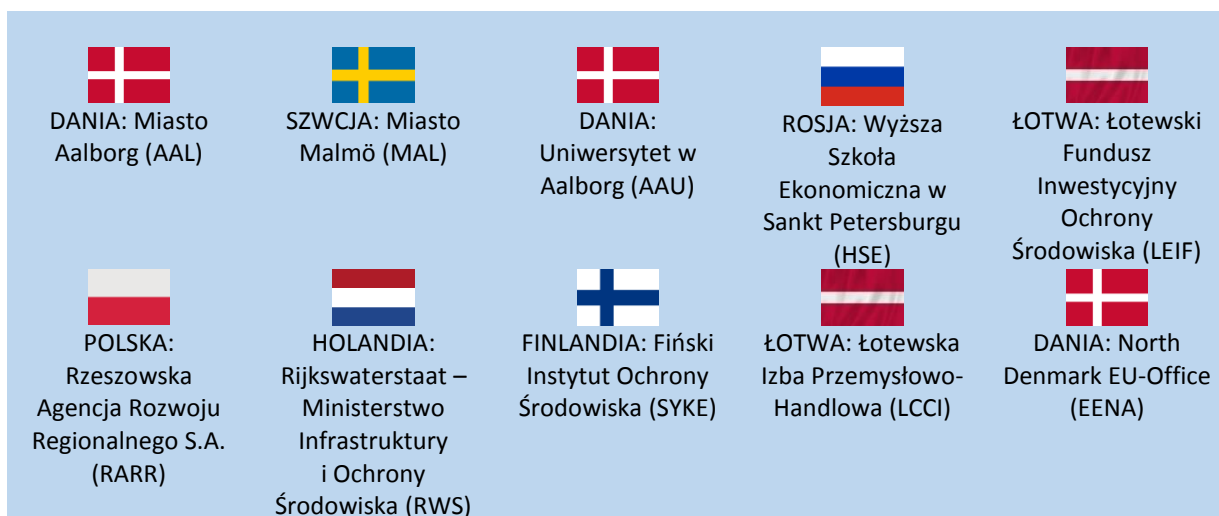 DANIA: Miasto
Aalborg (AAL)
SZWCJA: Miasto
Malmö (MAL)
DANIA:
Uniwersytet w
Aalborg (AAU)
ROSJA: Wyższa
Szkoła
Ekonomiczna w
Sankt Petersburgu
(HSE)
ŁOTWA: Łotewski
Fundusz
Inwestycyjny
Ochrony
Środowiska (LEIF)
POLSKA:
Rzeszowska
Agencja Rozwoju
Regionalnego S.A.
(RARR)
HOLANDIA:
Rijkswaterstaat –
Ministerstwo
Infrastruktury
i Ochrony
Środowiska (RWS)
FINLANDIA: Fiński
Instytut Ochrony
Środowiska (SYKE)
ŁOTWA: Łotewska
Izba Przemysłowo-
Handlowa (LCCI)
DANIA: North
Denmark EU-Office
(EENA)